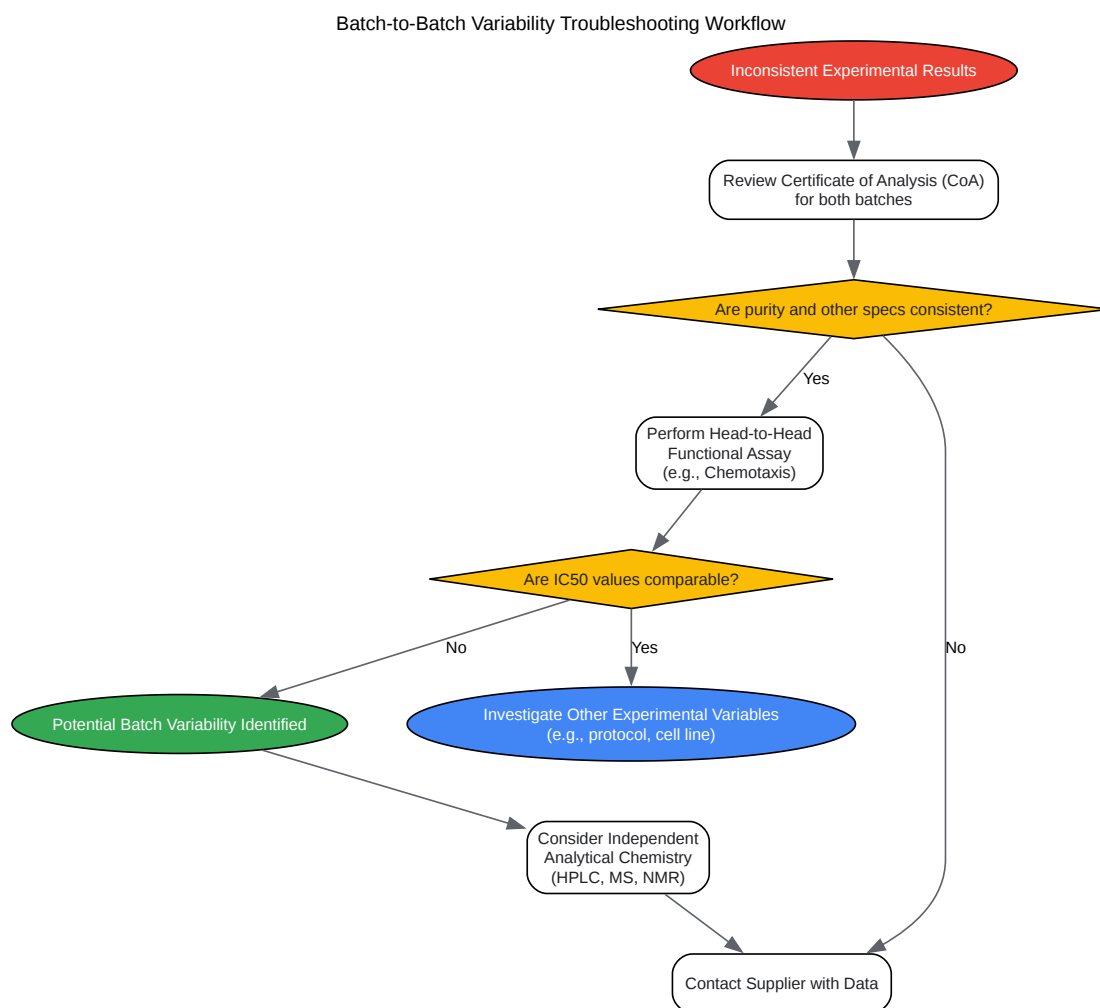 Batch-to-Batch Variability Troubleshooting Workflow
Inconsistent Experimental Results
Review Certificate of Analysis (CoA)
for both batches
Are purity and other specs consistent?
Yes
Perform Head-to-Head
Functional Assay
(e.g., Chemotaxis)
Are IC50 values comparable?
No
Yes
No
Potential Batch Variability Identified
Investigate Other Experimental Variables
(e.g., protocol, cell line)
Consider Independent
Analytical Chemistry
(HPLC, MS, NMR)
Contact Supplier with Data